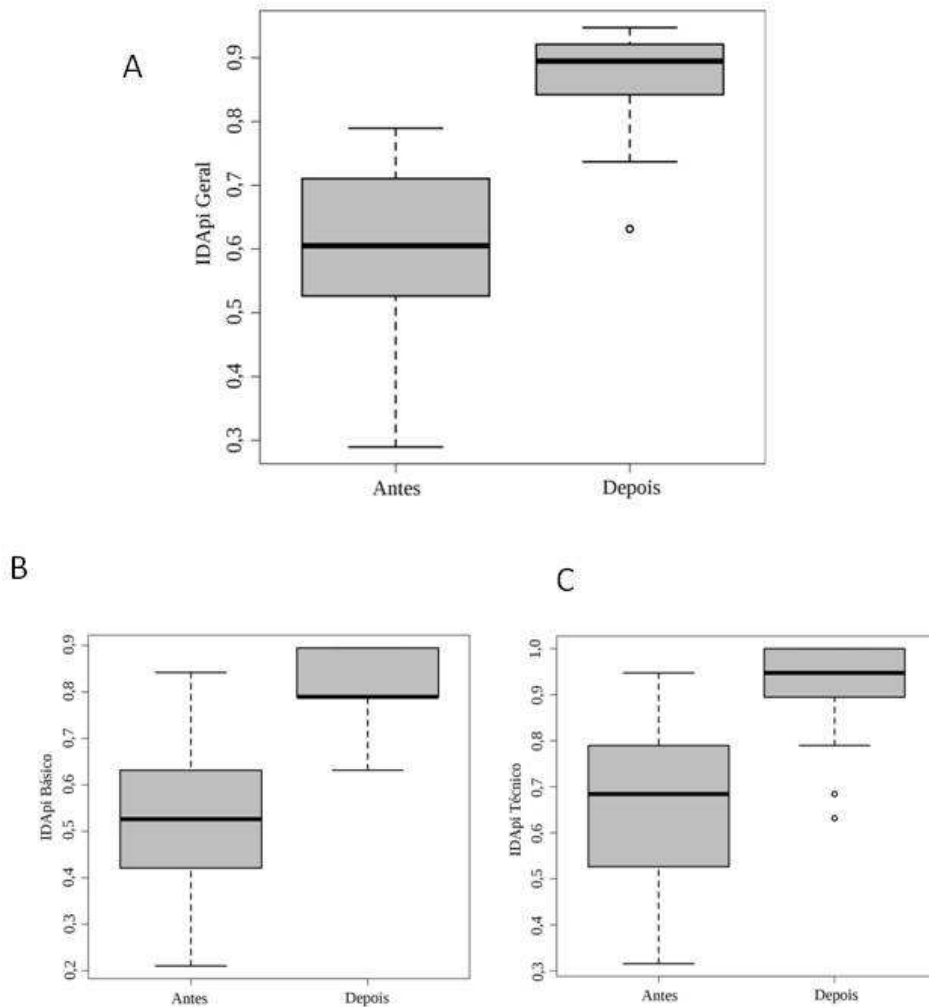 A
IDApi Geral
0,9
0,8
0,7
0,6
0,5
0,4
0,3
Antes Depois
B
IDApi Básico
0,9
0,8
0,7
0,6
0,5
0,4
0,3
0,2
Antes Depois
C
IDApi Técnico
1,0
0,9
0,8
0,7
0,6
0,5
0,4
0,3
Antes Depois